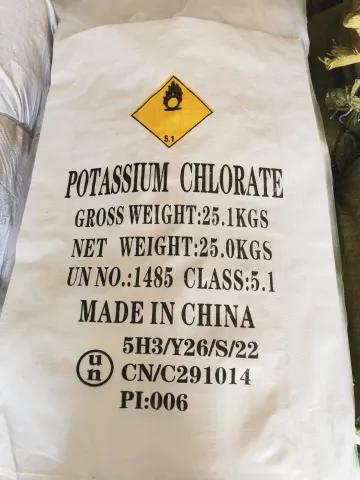 5.1
POTASSIUM CHLORATE
GROSS WEIGHT:25.1KGS
NET WEIGHT:25.0KGS
UN NO.:1485 CLASS:5.1
MADE IN CHINA
un
5H3/Y26/S/22
CN/C291014
PI:006